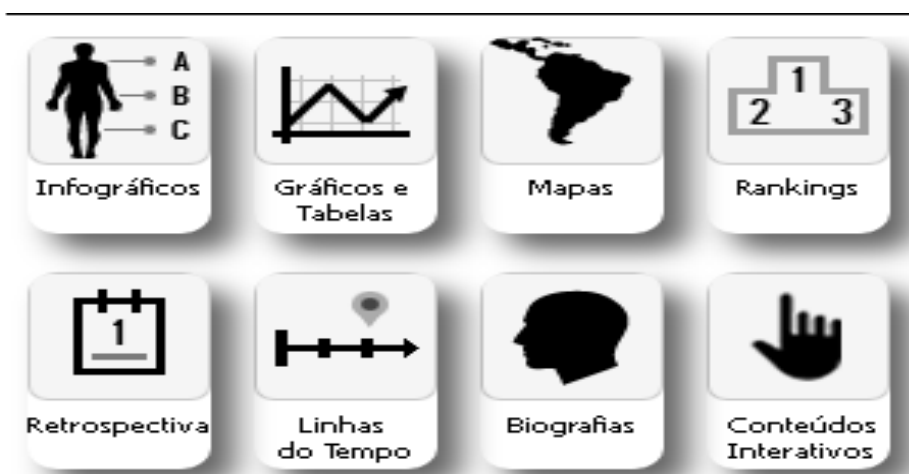 A
B
C
1
2 3
Infográficos
Gráficos e
Tabelas
Mapas
Rankings
1
Retrospectiva
Linhas
do Tempo
Biografias
Conteúdos
Interativos